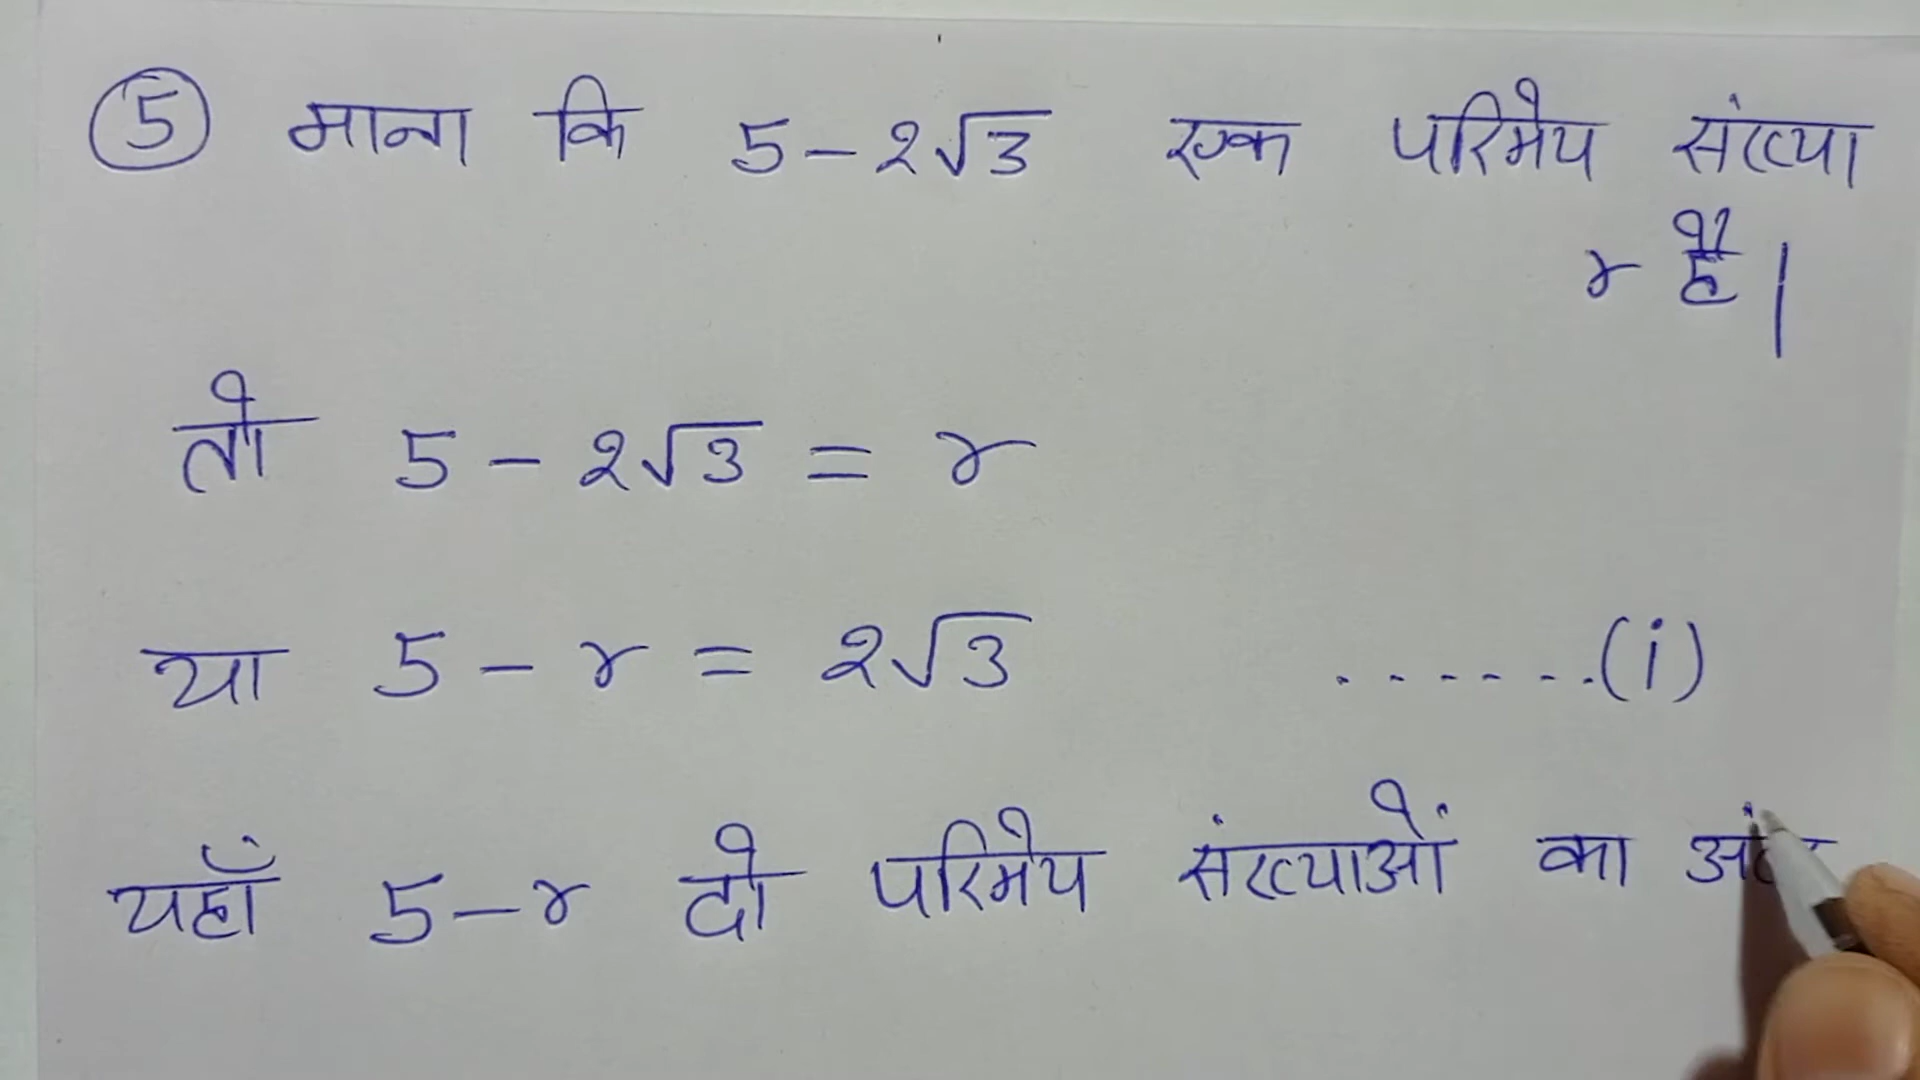 ⑤ माना कि 5-2√3 एक परिमेय संख्या
r है।
तो 5 - 2√3 = r
या 5 - r = 2√3 .......(i)
यहाँ 5-r दो परिमेय संख्याओं का